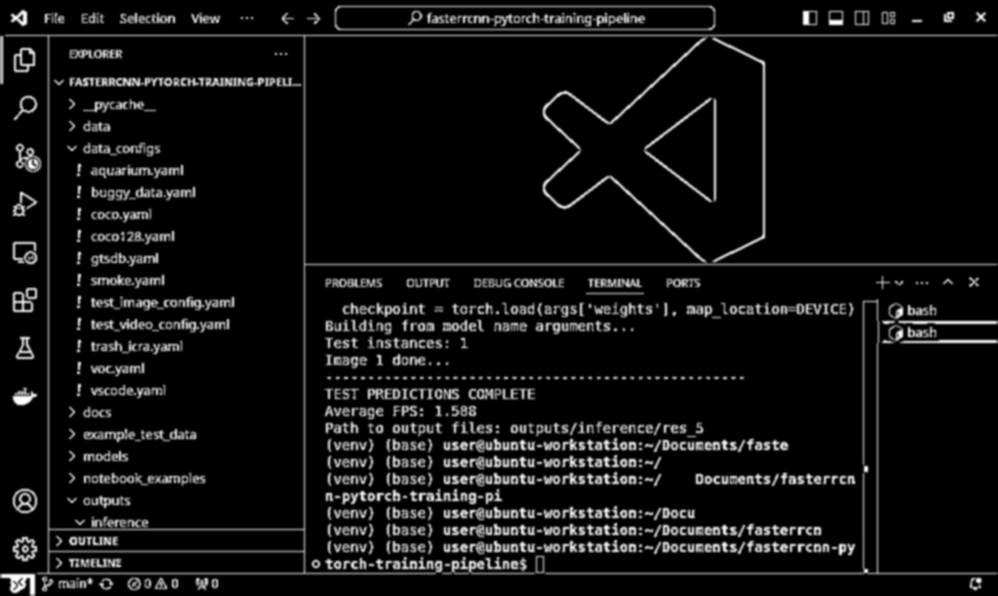 File Edit Selection View ··· fasterrcnn-pytorch-training-pipeline
EXPLORER ···
FASTERRCNN-PYTORCH-TRAINING-PIPELI...
__pycache__
data
data_configs
! aquarium.yaml
! buggy_data.yaml
! coco.yaml
! coco128.yaml
! gtsdb.yaml
! smoke.yaml
! test_image_config.yaml
! test_video_config.yaml
! trash_icra.yaml
! voc.yaml
! vscode.yaml
docs
example_test_data
models
notebook_examples
outputs
inference
OUTLINE
TIMELINE
PROBLEMS OUTPUT DEBUG CONSOLE TERMINAL PORTS
checkpoint = torch.load(args['weights'], map_location=DEVICE)
Building from model name arguments...
Test instances: 1
Image 1 done...
--------------------------------------------------
TEST PREDICTIONS COMPLETE
Average FPS: 1.588
Path to output files: outputs/inference/res_5
(venv) (base) user@ubuntu-workstation:~/Documents/faste
(venv) (base) user@ubuntu-workstation:~/
(venv) (base) user@ubuntu-workstation:~/ Documents/fasterrcn
n-pytorch-training-pi
(venv) (base) user@ubuntu-workstation:~/Docu
(venv) (base) user@ubuntu-workstation:~/Documents/fasterrcn
(venv) (base) user@ubuntu-workstation:~/Documents/fasterrcnn-py
torch-training-pipeline$
bash
bash
main* 0 0 0